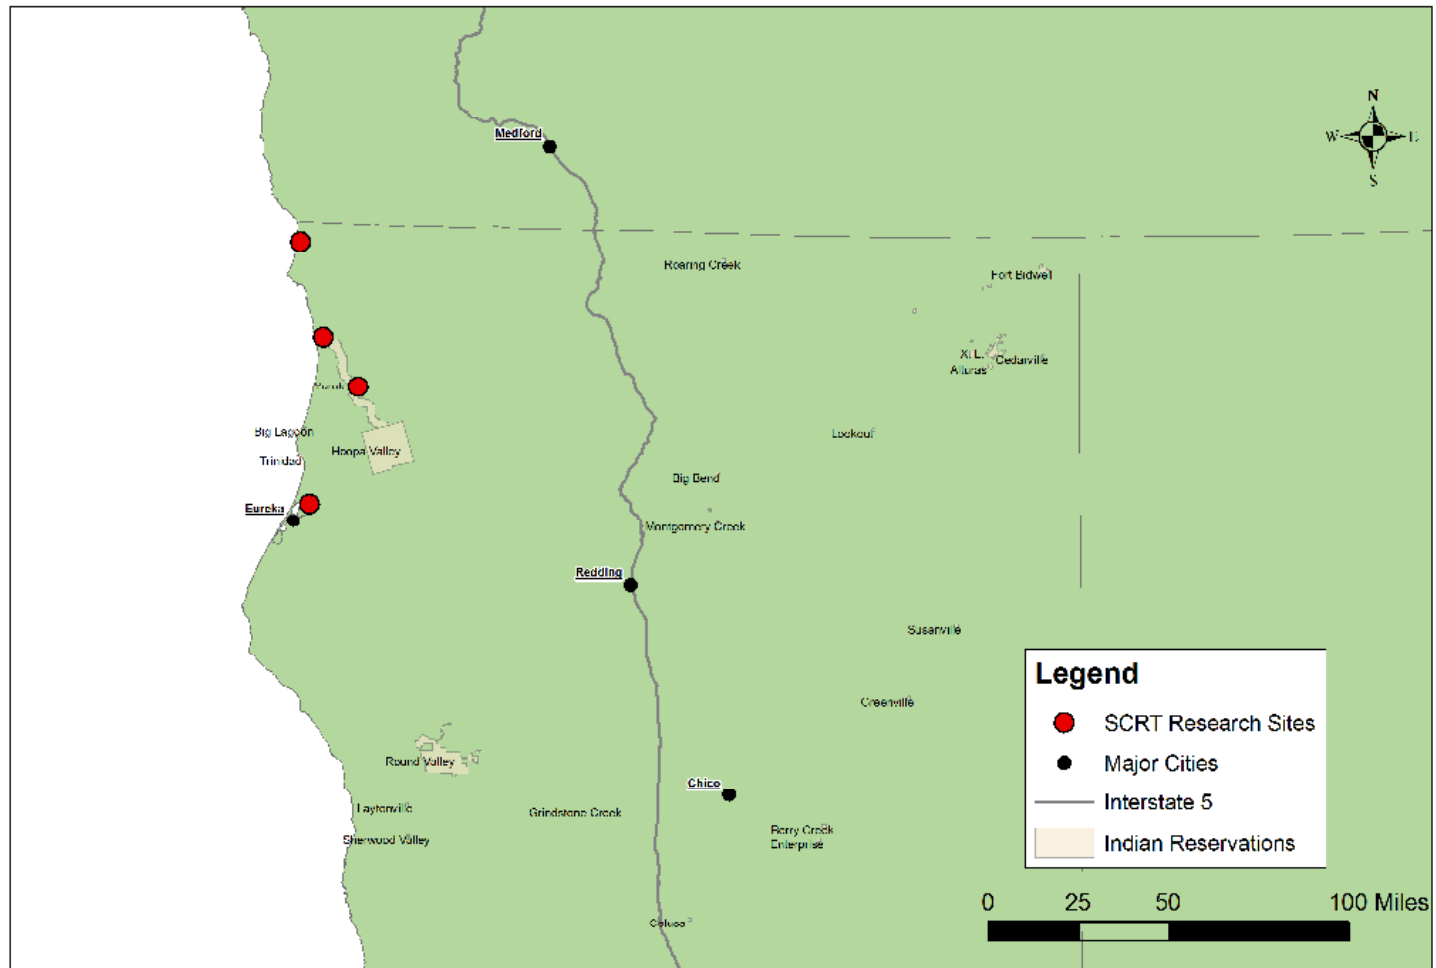 N
W
E
S
Medford
Roaring Creek
Fort Bidwell
XL
Alturas
Cedarville
Yurok
Big Lagoon
Hoopa Valley
Lookout
Trinidad
Big Bend
Eureka
Montgomery Creek
Redding
Susanville
Greenville
Round Valley
Chico
Laytonville
Grindstone Creek
Berry Creek
Sherwood Valley
Enterprise
Colusa
Legend
SCRT Research Sites
Major Cities
Interstate 5
Indian Reservations
0 25 50 100 Miles